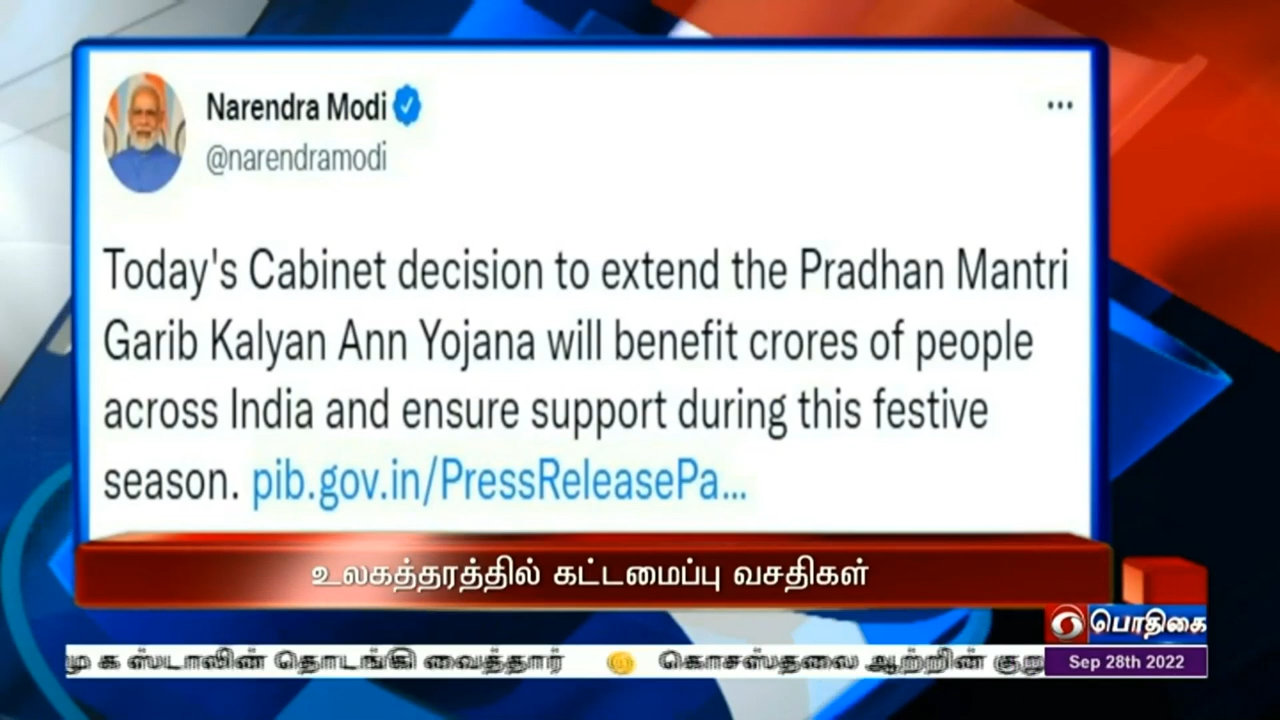 Narendra Modi
@narendramodi
Today's Cabinet decision to extend the Pradhan Mantri
Garib Kalyan Ann Yojana will benefit crores of people
across India and ensure support during this festive
season. pib.gov.in/PressReleasePa...
உலகத்தரத்தில் கட்டமைப்பு வசதிகள்
பொதிகை
மு க ஸ்டாலின் தொடங்கி வைத்தார் கொசஸ்தலை ஆற்றின் குறு
Sep 28th 2022